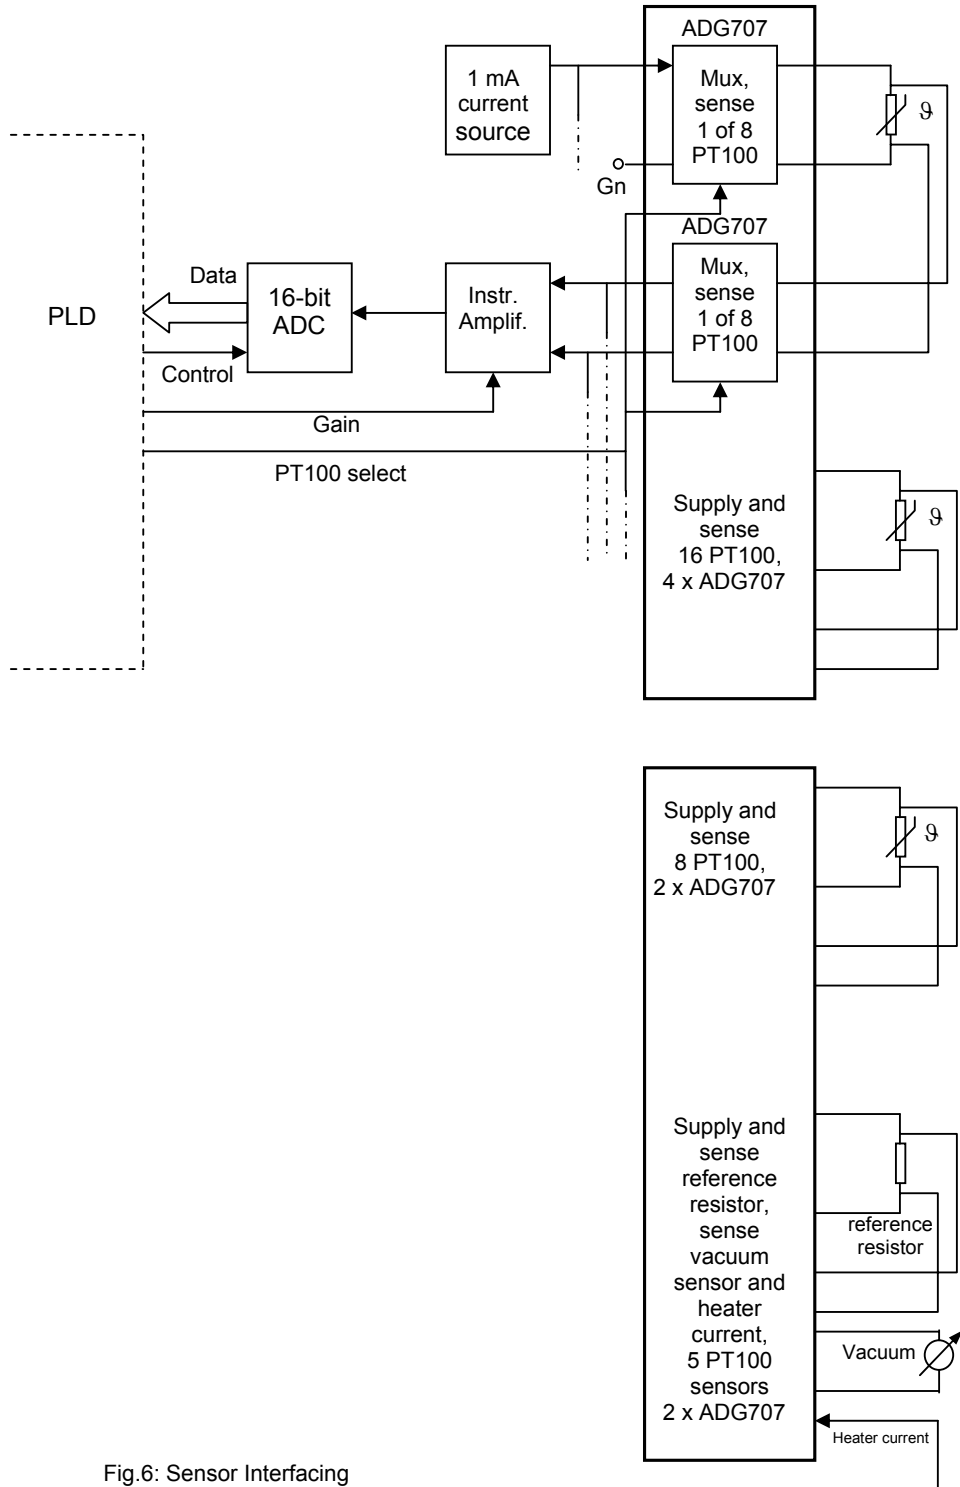 ADG707
1 mA
current
source
Mux,
sense
1 of 8
PT100
ϑ
Gn
ADG707
Mux,
sense
1 of 8
PT100
PLD
Data
16-bit
ADC
Instr.
Amplif.
Control
Gain
PT100 select
Supply and
sense
16 PT100,
4 x ADG707
ϑ
Supply and
sense
8 PT100,
2 x ADG707
ϑ
Supply and
sense
reference
resistor,
sense
vacuum
sensor and
heater
current,
5 PT100
sensors
2 x ADG707
reference
resistor
Vacuum
Heater current
Fig.6: Sensor Interfacing